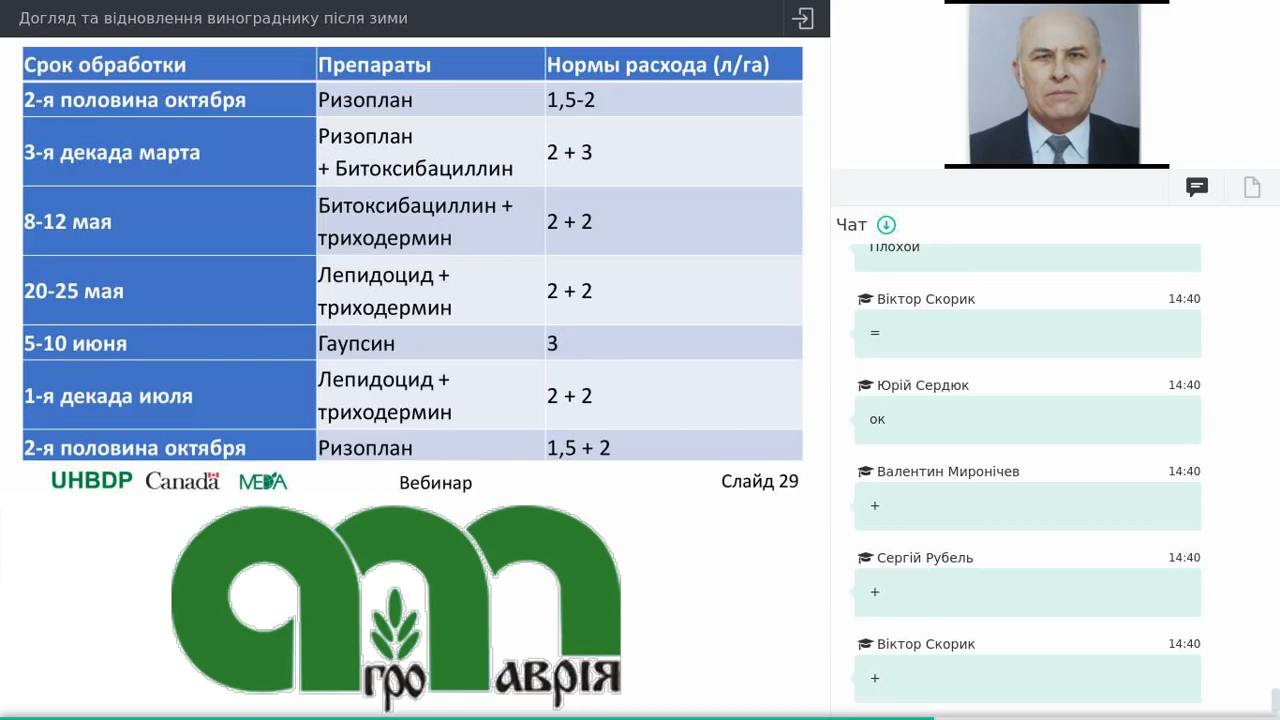 Догляд та відновлення винограднику після зими
Срок обработки Препараты Нормы расхода (л/га)
2-я половина октября Ризоплан 1,5-2
3-я декада марта Ризоплан
+ Битоксибациллин 2 + 3
8-12 мая Битоксибациллин +
триходермин 2 + 2
20-25 мая Лепидоцид +
триходермин 2 + 2
5-10 июня Гаупсин 3
1-я декада июля Лепидоцид +
триходермин 2 + 2
2-я половина октября Ризоплан 1,5 + 2
UHBDP Canada MEDA Вебинар Слайд 29
гро аврія
Чат
Плохой
Віктор Скорик 14:40
=
Юрій Сердюк 14:40
ок
Валентин Миронічев 14:40
+
Сергій Рубель 14:40
+
Віктор Скорик 14:40
+